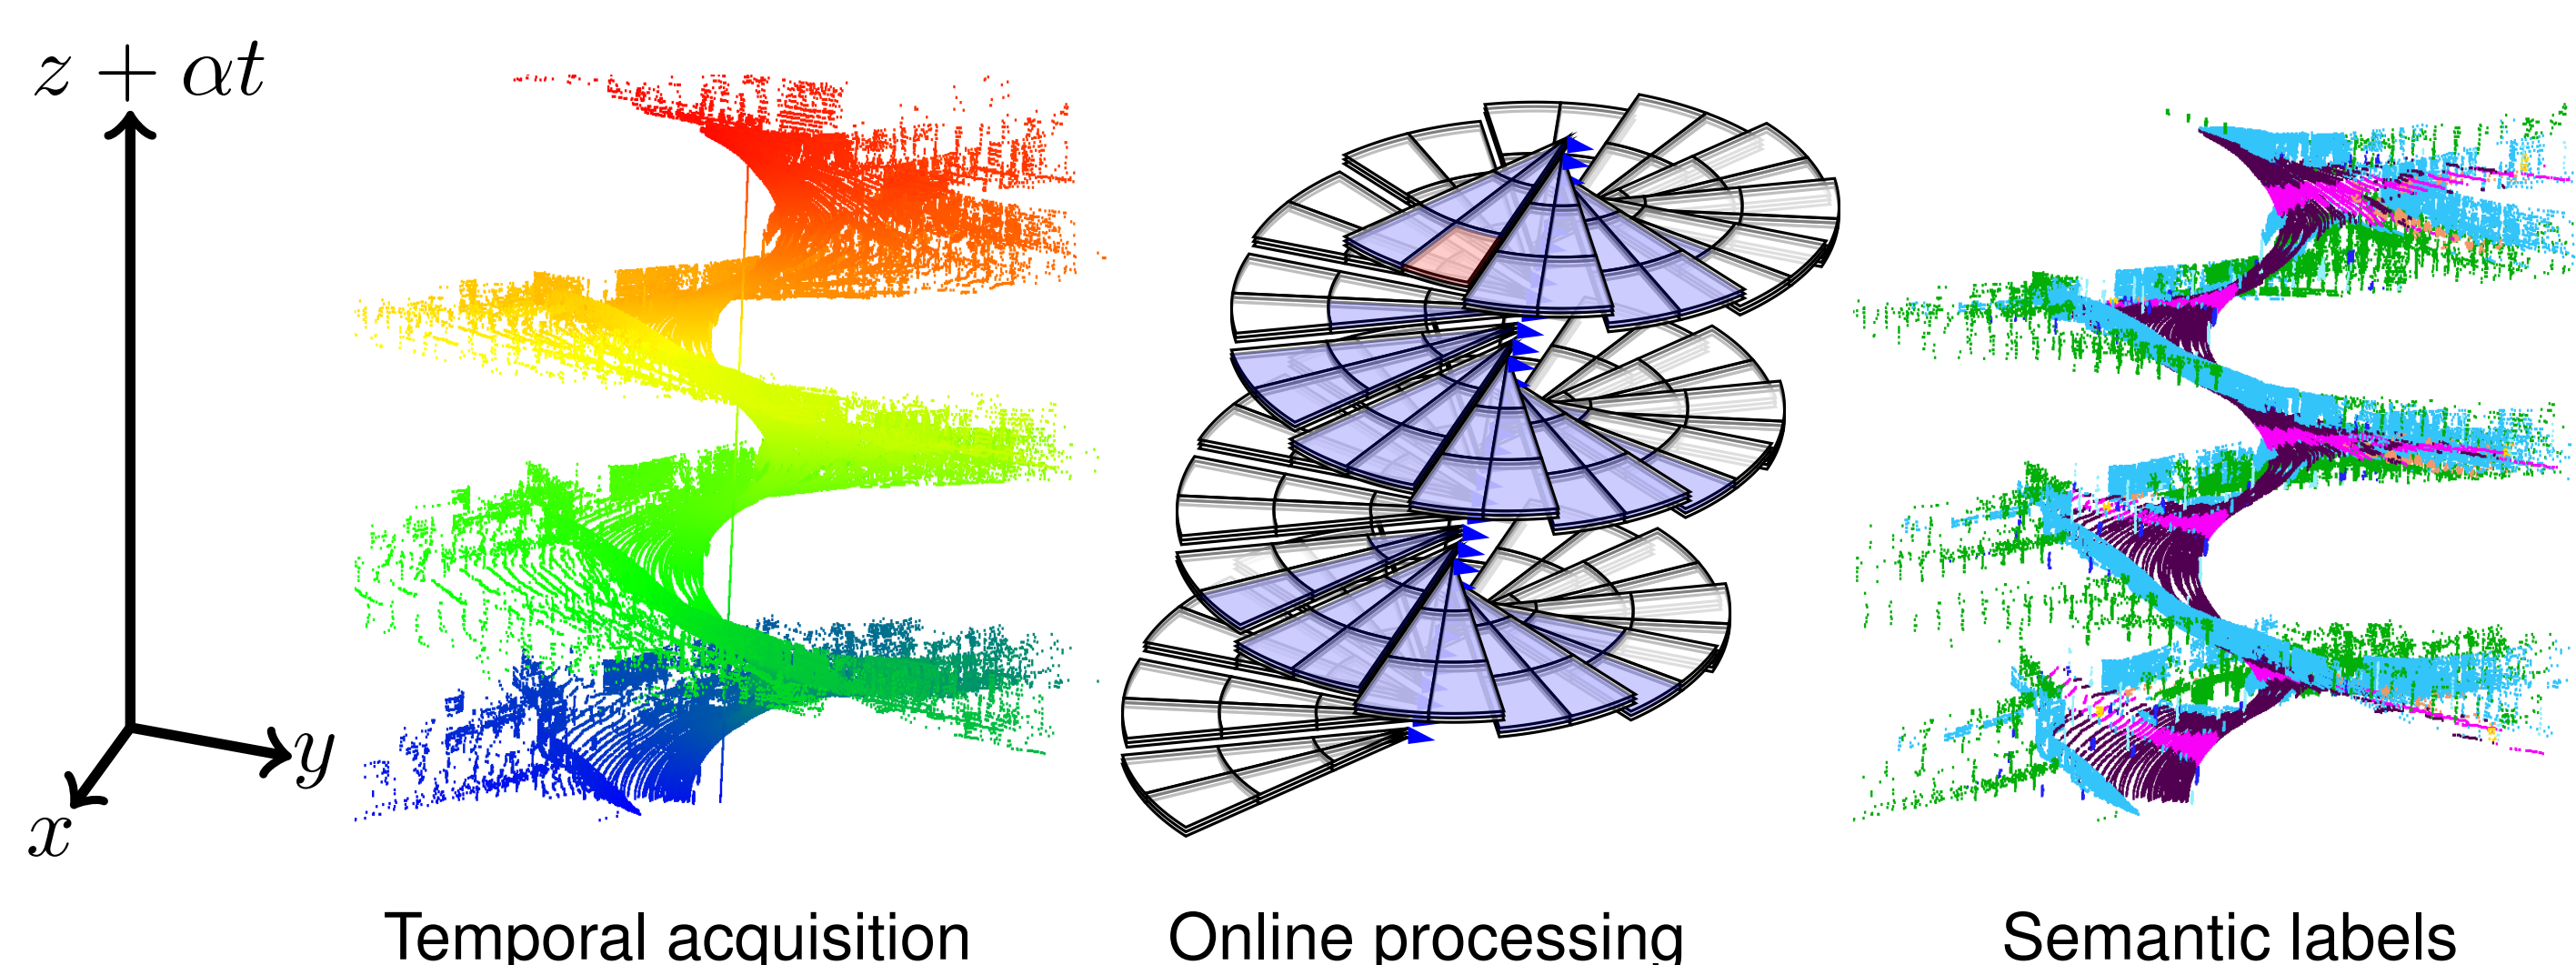 z + αt
y
x
Temporal acquisition
Online processing
Semantic labels